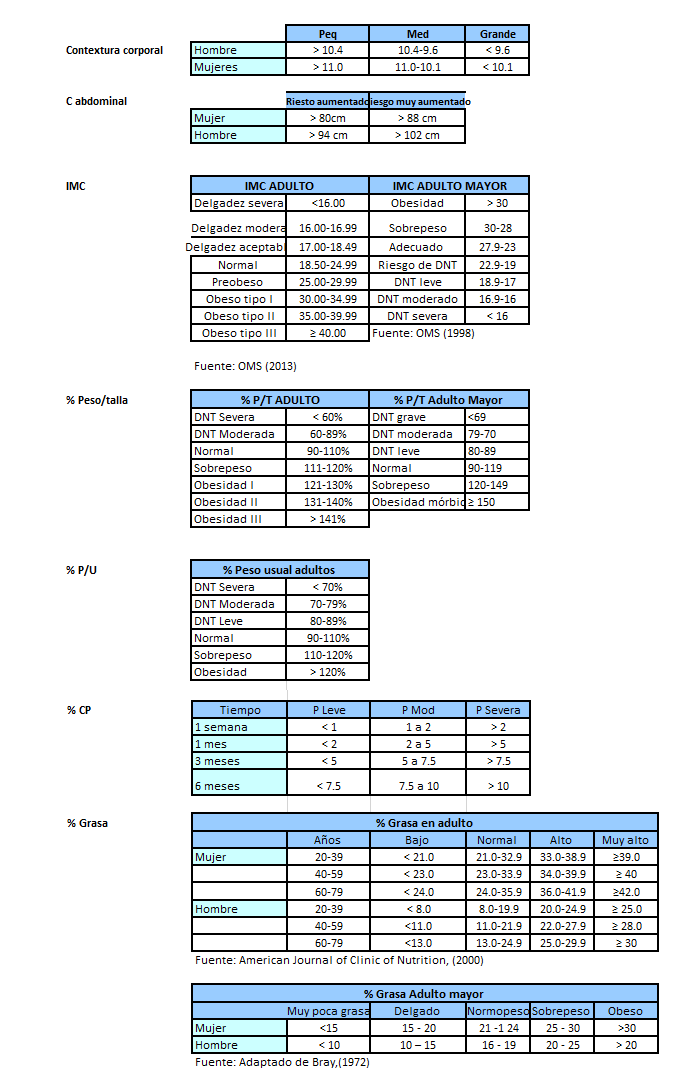 Peq Med Grande
Contextura corporal Hombre > 10.4 10.4-9.6 < 9.6
Mujeres > 11.0 11.0-10.1 < 10.1
C abdominal Riesto aumentado iesgo muy aumentado
Mujer > 80cm > 88 cm
Hombre > 94 cm > 102 cm
IMC IMC ADULTO IMC ADULTO MAYOR
Delgadez severa <16.00 Obesidad > 30
Delgadez modera 16.00-16.99 Sobrepeso 30-28
Delgadez aceptabl 17.00-18.49 Adecuado 27.9-23
Normal 18.50-24.99 Riesgo de DNT 22.9-19
Preobeso 25.00-29.99 DNT leve 18.9-17
Obeso tipo I 30.00-34.99 DNT moderado 16.9-16
Obeso tipo II 35.00-39.99 DNT severa < 16
Obeso tipo III ≥ 40.00 Fuente: OMS (1998)
Fuente: OMS (2013)
% Peso/talla % P/T ADULTO % P/T Adulto Mayor
DNT Severa < 60% DNT grave <69
DNT Moderada 60-89% DNT moderada 79-70
Normal 90-110% DNT leve 80-89
Sobrepeso 111-120% Normal 90-119
Obesidad I 121-130% Sobrepeso 120-149
Obesidad II 131-140% Obesidad mórbid ≥ 150
Obesidad III > 141%
% P/U % Peso usual adultos
DNT Severa < 70%
DNT Moderada 70-79%
DNT Leve 80-89%
Normal 90-110%
Sobrepeso 110-120%
Obesidad > 120%
% CP Tiempo P Leve P Mod P Severa
1 semana < 1 1 a 2 > 2
1 mes < 2 2 a 5 > 5
3 meses < 5 5 a 7.5 > 7.5
6 meses < 7.5 7.5 a 10 > 10
% Grasa % Grasa en adulto
Años Bajo Normal Alto Muy alto
Mujer 20-39 < 21.0 21.0-32.9 33.0-38.9 ≥39.0
40-59 < 23.0 23.0-33.9 34.0-39.9 ≥ 40
60-79 < 24.0 24.0-35.9 36.0-41.9 ≥42.0
Hombre 20-39 < 8.0 8.0-19.9 20.0-24.9 ≥ 25.0
40-59 <11.0 11.0-21.9 22.0-27.9 ≥ 28.0
60-79 <13.0 13.0-24.9 25.0-29.9 ≥ 30
Fuente: American Journal of Clinic of Nutrition, (2000)
% Grasa Adulto mayor
Muy poca grasa Delgado Normopeso Sobrepeso Obeso
Mujer <15 15 - 20 21 -1 24 25 - 30 >30
Hombre < 10 10 – 15 16 - 19 20 - 25 > 20
Fuente: Adaptado de Bray,(1972)